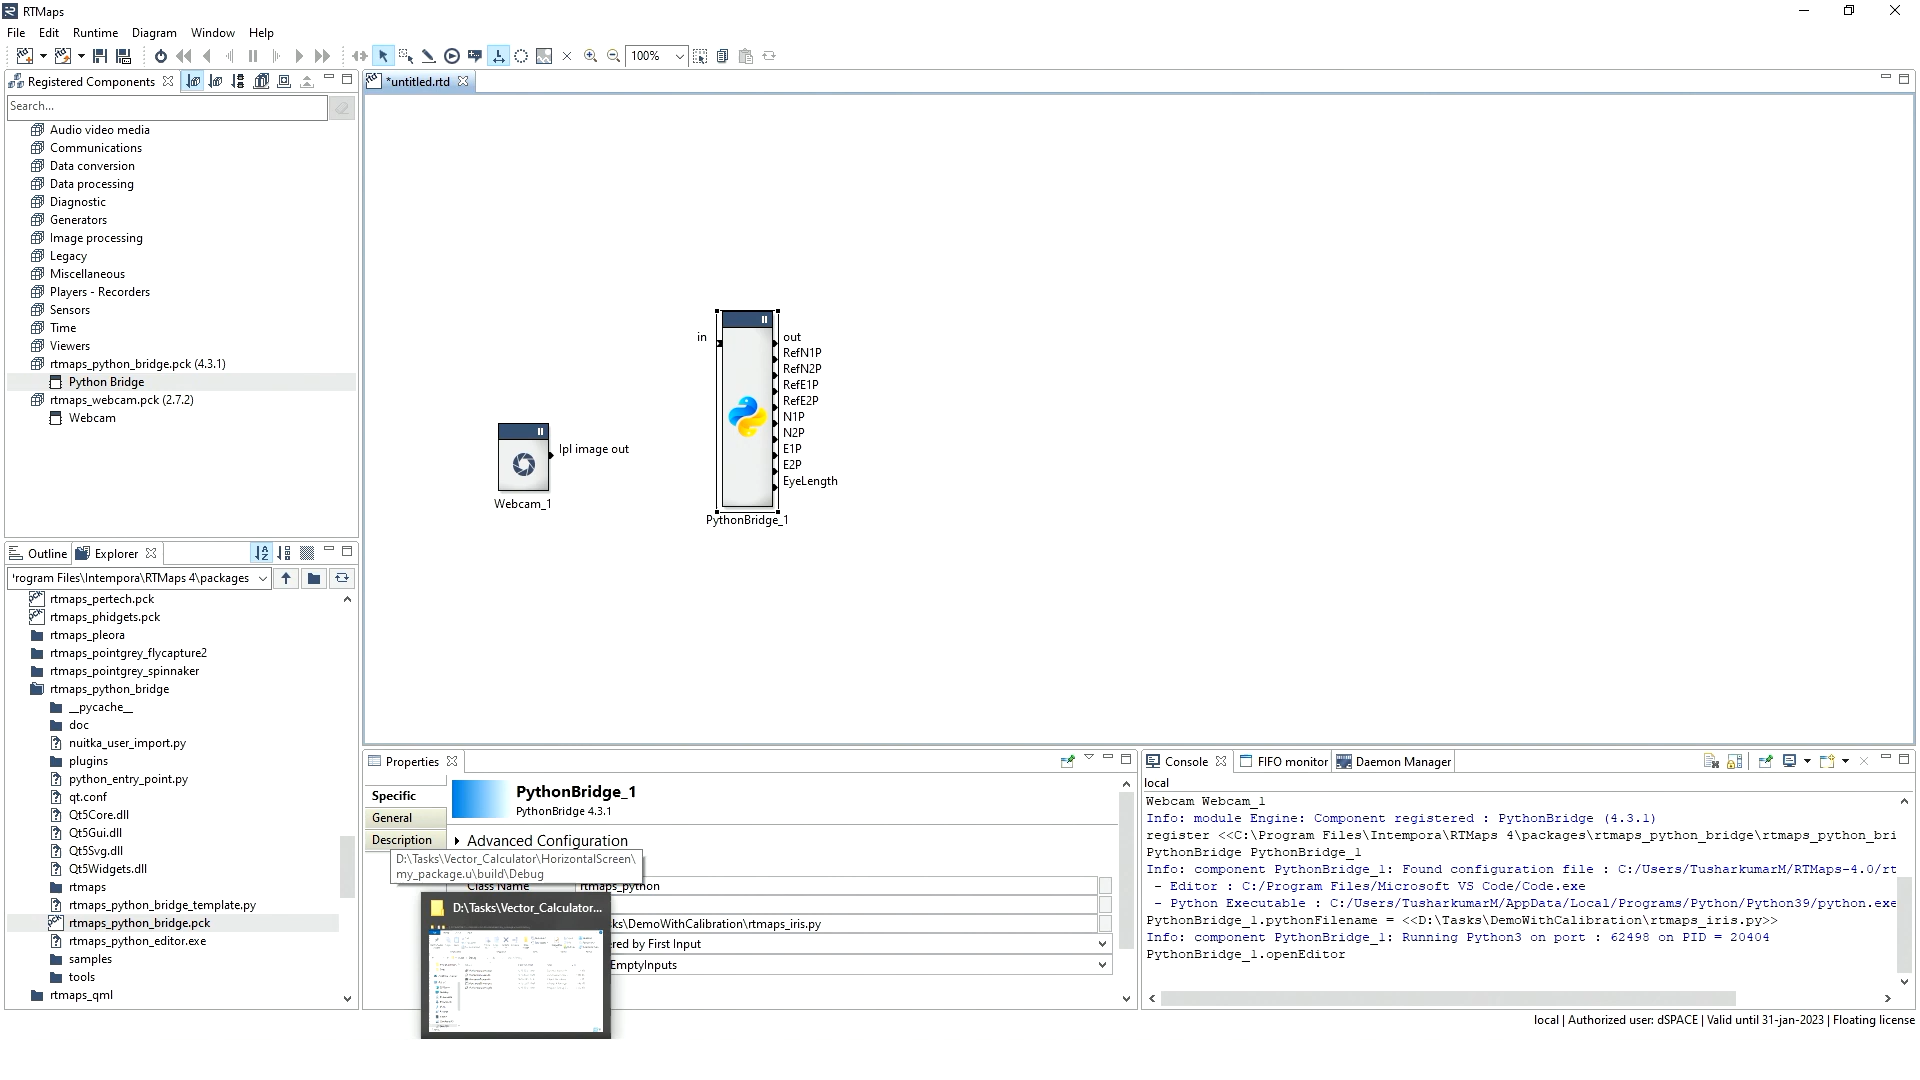 RTMaps
File Edit Runtime Diagram Window Help
100%
Registered Components
*untitled.rtd
Search...
Audio video media
Communications
Data conversion
Data processing
Diagnostic
Generators
Image processing
Legacy
Miscellaneous
Players - Recorders
Sensors
Time
Viewers
rtmaps_python_bridge.pck (4.3.1)
Python Bridge
rtmaps_webcam.pck (2.7.2)
Webcam
in
out
RefN1P
RefN2P
RefE1P
RefE2P
N1P
N2P
E1P
E2P
EyeLength
PythonBridge_1
Ipl image out
Webcam_1
Outline Explorer
'rogram Files\Intempora\RTMaps 4\packages
rtmaps_pertech.pck
rtmaps_phidgets.pck
rtmaps_pleora
rtmaps_pointgrey_flycapture2
rtmaps_pointgrey_spinnaker
rtmaps_python_bridge
__pycache__
doc
nuitka_user_import.py
plugins
python_entry_point.py
qt.conf
Qt5Core.dll
Qt5Gui.dll
Qt5Svg.dll
Qt5Widgets.dll
rtmaps
rtmaps_python_bridge_template.py
rtmaps_python_bridge.pck
rtmaps_python_editor.exe
samples
tools
rtmaps_qml
Properties
Specific
General
Description
PythonBridge_1
PythonBridge 4.3.1
Advanced Configuration
D:\Tasks\Vector_Calculator\HorizontalScreen\
my_package.u\build\Debug
Class Name rtmaps_python
D:\Tasks\Vector_Calculator...
ks\DemoWithCalibration\rtmaps_iris.py
ered by First Input
EmptyInputs
Console FIFO monitor Daemon Manager
local
Webcam Webcam_1
Info: module Engine: Component registered : PythonBridge (4.3.1)
register <<C:\Program Files\Intempora\RTMaps 4\packages\rtmaps_python_bridge\rtmaps_python_bri
PythonBridge PythonBridge_1
Info: component PythonBridge_1: Found configuration file : C:/Users/TusharkumarM/RTMaps-4.0/rt
- Editor : C:/Program Files/Microsoft VS Code/Code.exe
- Python Executable : C:/Users/TusharkumarM/AppData/Local/Programs/Python/Python39/python.exe
PythonBridge_1.pythonFilename = <<D:\Tasks\DemoWithCalibration\rtmaps_iris.py>>
Info: component PythonBridge_1: Running Python3 on port : 62498 on PID = 20404
PythonBridge_1.openEditor
local | Authorized user: dSPACE | Valid until 31-jan-2023 | Floating license